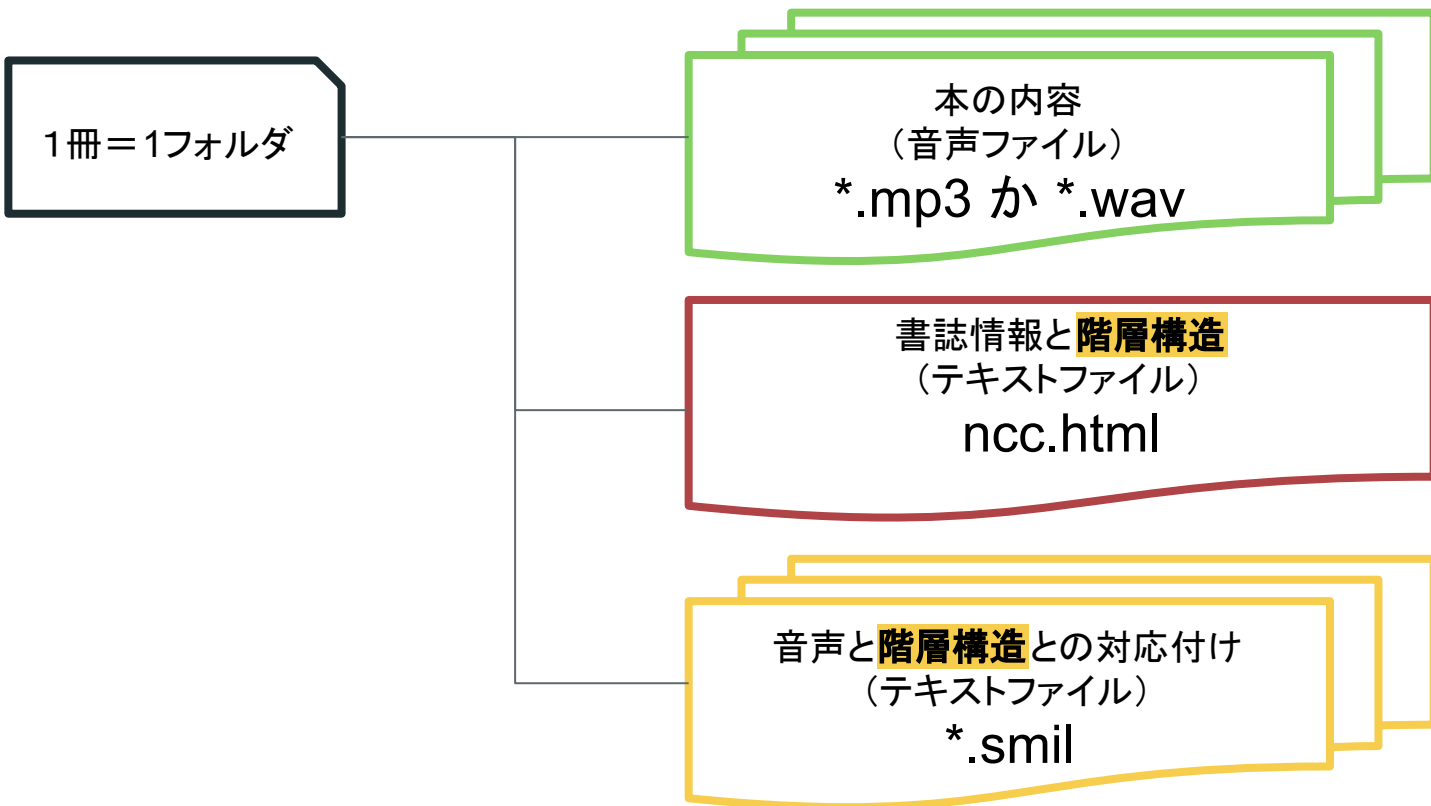 1冊＝1フォルダ
本の内容
（音声ファイル）
*.mp3 か *.wav
書誌情報と階層構造
（テキストファイル）
ncc.html
音声と階層構造との対応付け
（テキストファイル）
*.smil